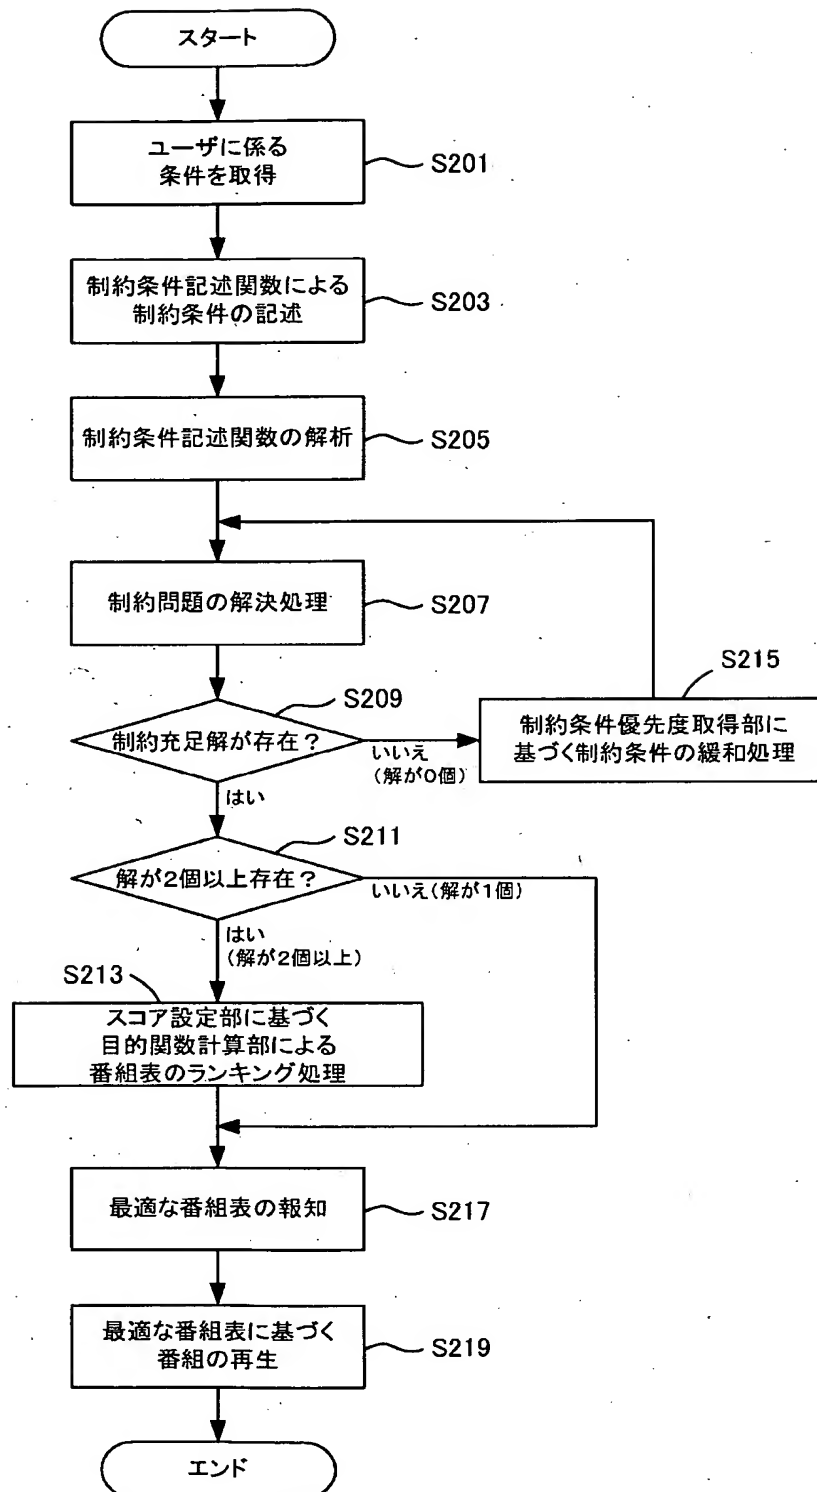 スタート
ユーザに係る
条件を取得
S201
制約条件記述関数による
制約条件の記述
S203
制約条件記述関数の解析
S205
制約問題の解決処理
S207
S215
制約条件優先度取得部に
基づく制約条件の緩和処理
S209
制約充足解が存在？
いいえ
(解が０個)
はい
S211
解が２個以上存在？
いいえ(解が１個)
はい
(解が２個以上)
S213
スコア設定部に基づく
目的関数計算部による
番組表のランキング処理
最適な番組表の報知
S217
最適な番組表に基づく
番組の再生
S219
エンド